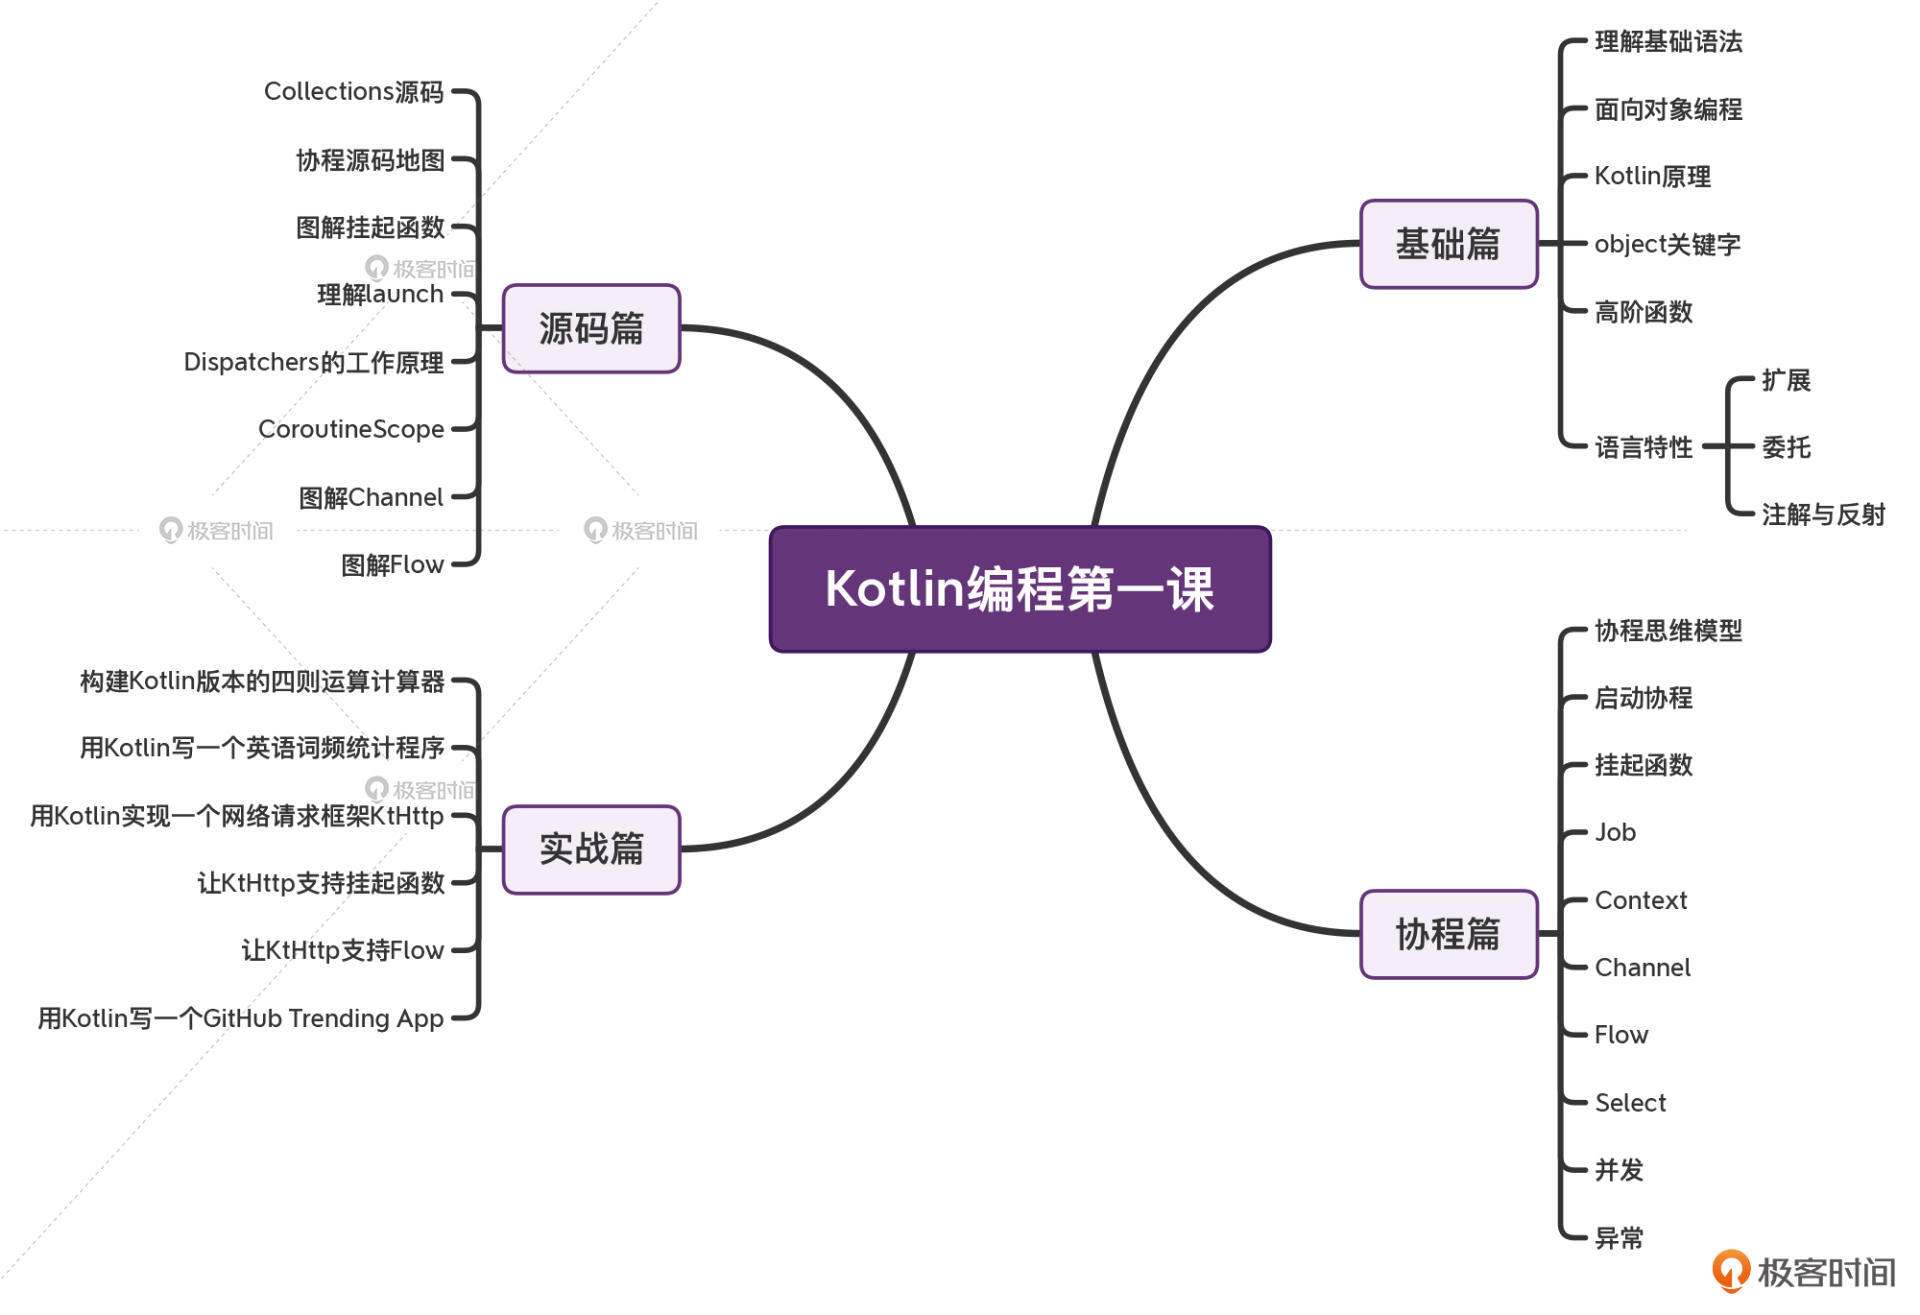 Kotlin编程第一课
基础篇
理解基础语法
面向对象编程
Kotlin原理
object关键字
高阶函数
语言特性
扩展
委托
注解与反射
协程篇
协程思维模型
启动协程
挂起函数
Job
Context
Channel
Flow
Select
并发
异常
源码篇
Collections源码
协程源码地图
图解挂起函数
理解launch
Dispatchers的工作原理
CoroutineScope
图解Channel
图解Flow
实战篇
构建Kotlin版本的四则运算计算器
用Kotlin写一个英语词频统计程序
用Kotlin实现一个网络请求框架KtHttp
让KtHttp支持挂起函数
让KtHttp支持Flow
用Kotlin写一个GitHub Trending App
极客时间
极客时间
极客时间
极客时间
极客时间